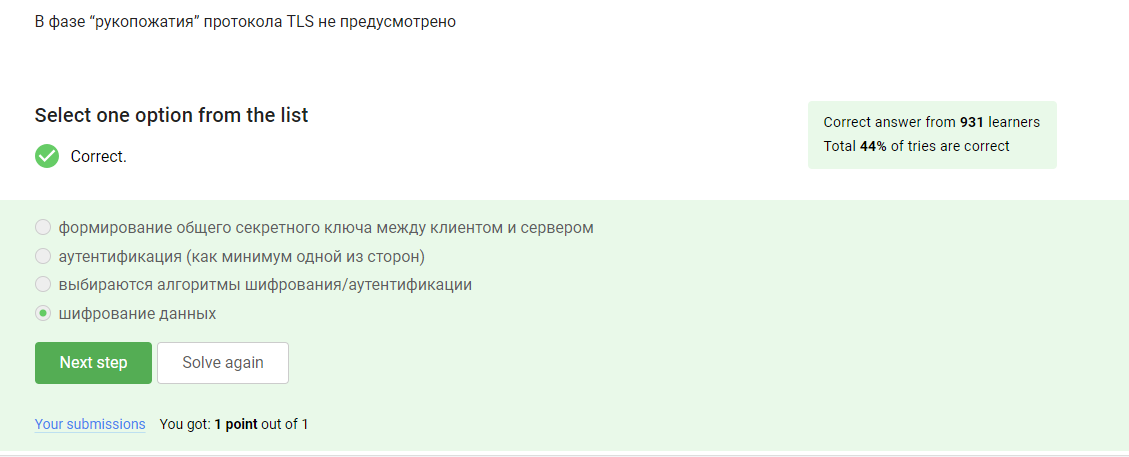 В фазе “рукопожатия” протокола TLS не предусмотрено
Select one option from the list
Correct.
Correct answer from 931 learners
Total 44% of tries are correct
формирование общего секретного ключа между клиентом и сервером
аутентификация (как минимум одной из сторон)
выбираются алгоритмы шифрования/аутентификации
шифрование данных
Next step Solve again
Your submissions You got: 1 point out of 1